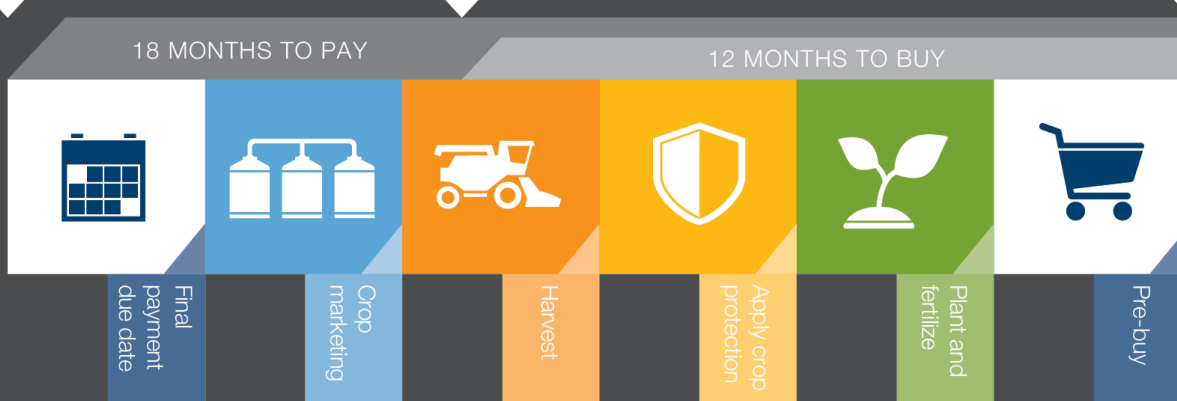 18 MONTHS TO PAY
12 MONTHS TO BUY
Final
payment
due date
Crop
marketing
Harvest
Apply crop
protection
Plant and
fertilize
Pre-buy